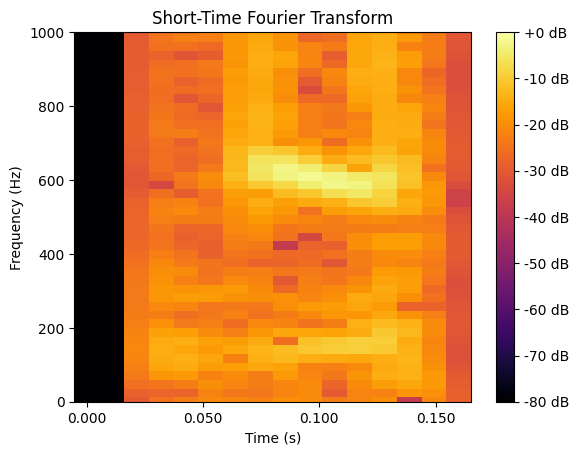 Short-Time Fourier Transform
1000
800
600
400
200
0
Frequency (Hz)
0.000
0.050
0.100
0.150
Time (s)
+0 dB
-10 dB
-20 dB
-30 dB
-40 dB
-50 dB
-60 dB
-70 dB
-80 dB